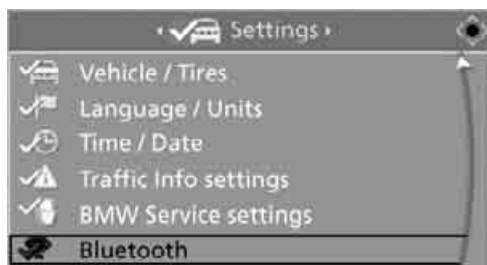 Settings
Vehicle / Tires
Language / Units
Time / Date
Traffic Info settings
BMW Service settings
Bluetooth